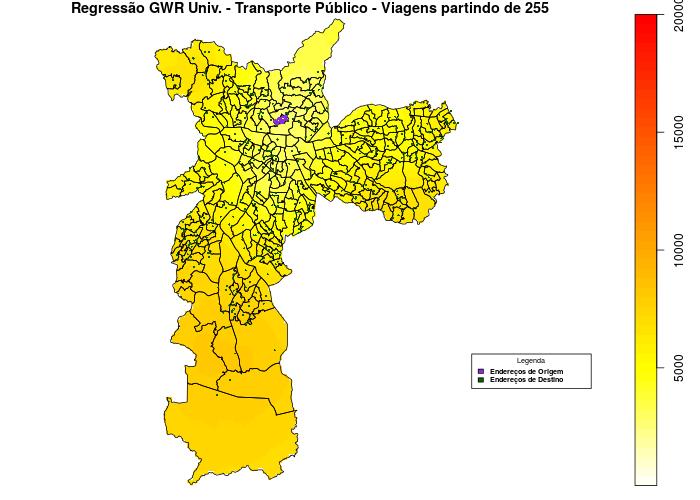 Regressão GWR Univ. - Transporte Público - Viagens partindo de 255
20000
15000
10000
5000
Legenda
Endereços de Origem
Endereços de Destino